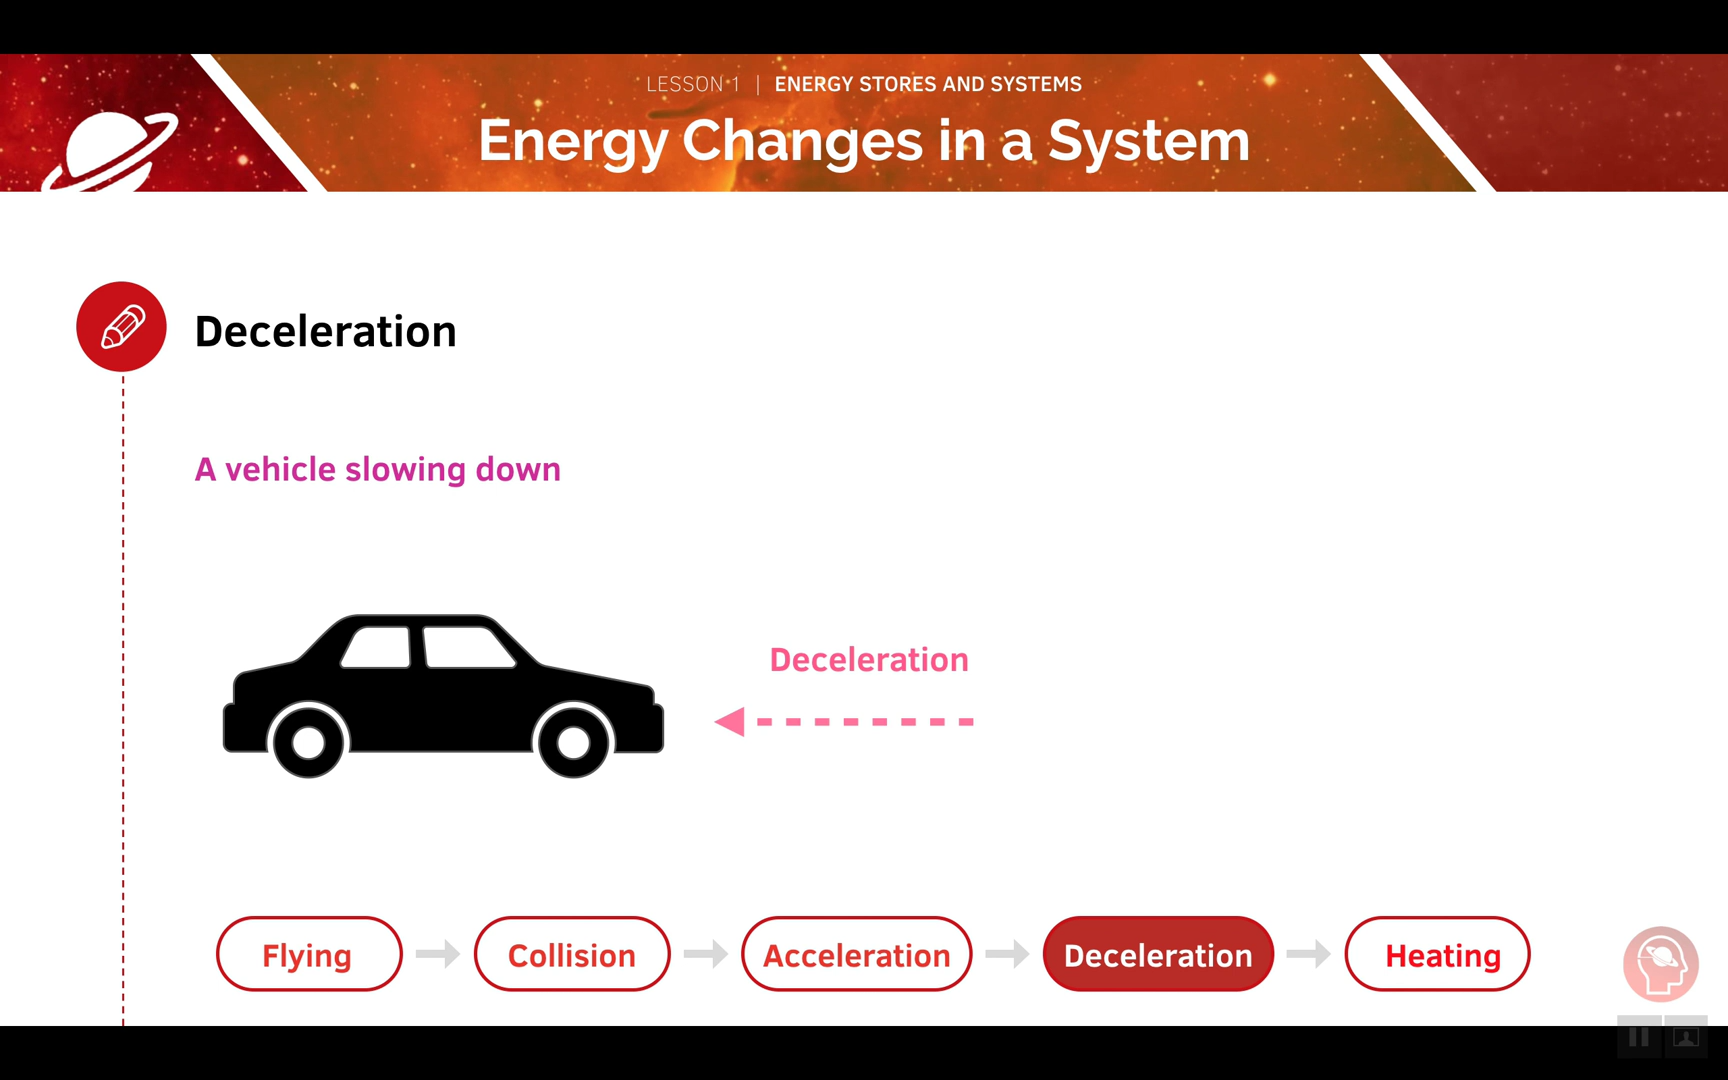 LESSON 1 | ENERGY STORES AND SYSTEMS
Energy Changes in a System
Deceleration
A vehicle slowing down
Deceleration
Flying Collision Acceleration Deceleration Heating